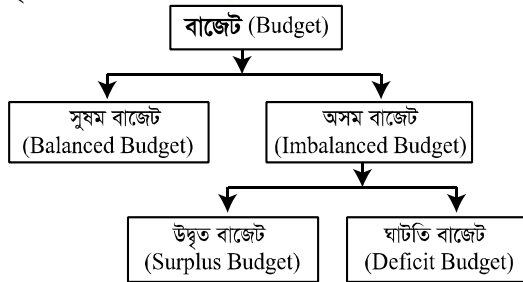 বাজেট (Budget)
সুষম বাজেট
(Balanced Budget)
অসম বাজেট
(Imbalanced Budget)
উদ্বৃত বাজেট
(Surplus Budget)
ঘাটতি বাজেট
(Deficit Budget)